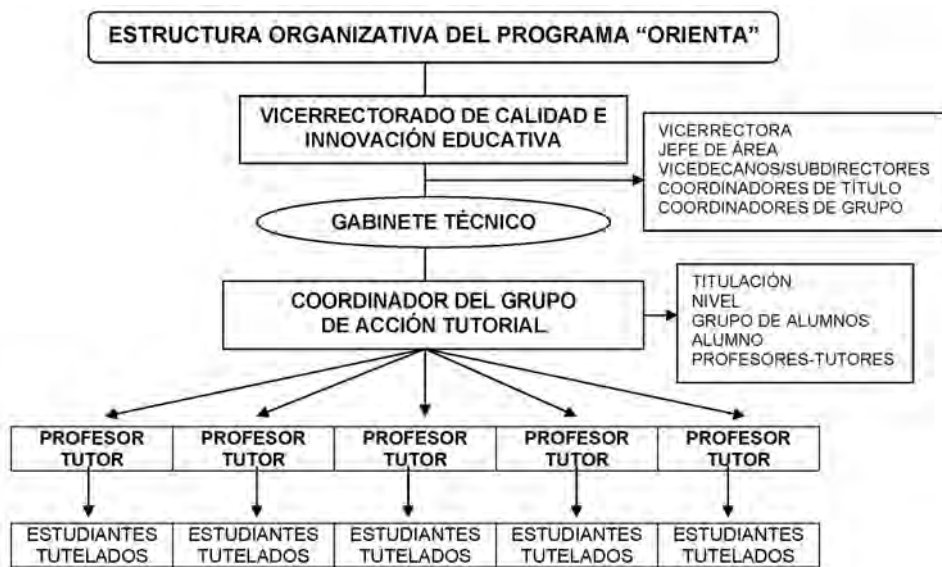 ESTRUCTURA ORGANIZATIVA DEL PROGRAMA “ORIENTA”
VICERRECTORADO DE CALIDAD E
INNOVACIÓN EDUCATIVA
VICERRECTORA
JEFE DE ÁREA
VICEDECANOS/SUBDIRECTORES
COORDINADORES DE TÍTULO
COORDINADORES DE GRUPO
GABINETE TÉCNICO
COORDINADOR DEL GRUPO
DE ACCIÓN TUTORIAL
TITULACIÓN
NIVEL
GRUPO DE ALUMNOS
ALUMNO
PROFESORES-TUTORES
PROFESOR
TUTOR
PROFESOR
TUTOR
PROFESOR
TUTOR
PROFESOR
TUTOR
PROFESOR
TUTOR
ESTUDIANTES
TUTELADOS
ESTUDIANTES
TUTELADOS
ESTUDIANTES
TUTELADOS
ESTUDIANTES
TUTELADOS
ESTUDIANTES
TUTELADOS